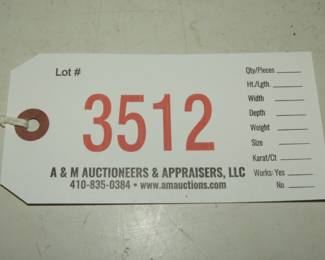 Lot #
3512
A & M AUCTIONEERS & APPRAISERS, LLC
410-835-0384 • www.amauctions.com
Qty/Pieces
Ht./Lgth.
Width
Depth
Weight
Size
Karat/Ct
Works: Yes
No